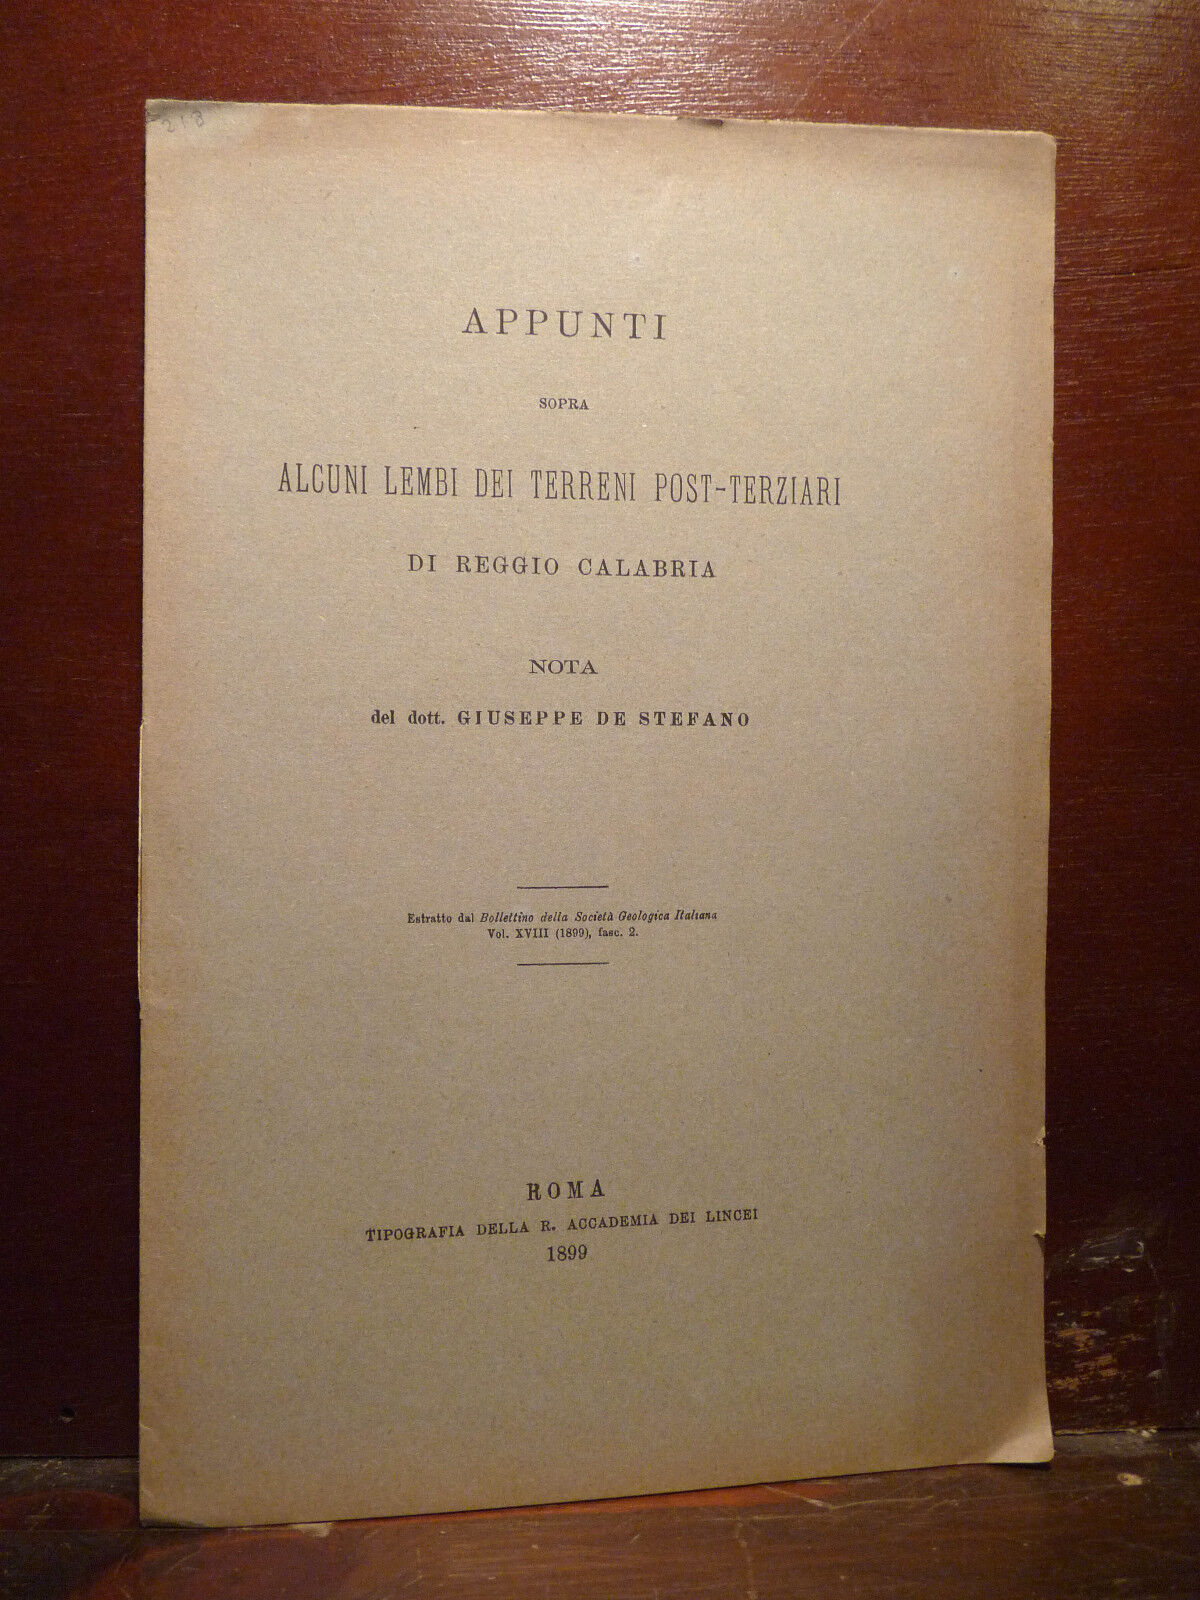 218
APPUNTI
SOPRA
ALCUNI LEMBI DEI TERRENI POST-TERZIARI
DI REGGIO CALABRIA
NOTA
del dott. GIUSEPPE DE STEFANO
Estratto dal Bollettino della Società Geologica Italiana
Vol. XVIII (1899), fasc. 2.
ROMA
TIPOGRAFIA DELLA R. ACCADEMIA DEI LINCEI
1899